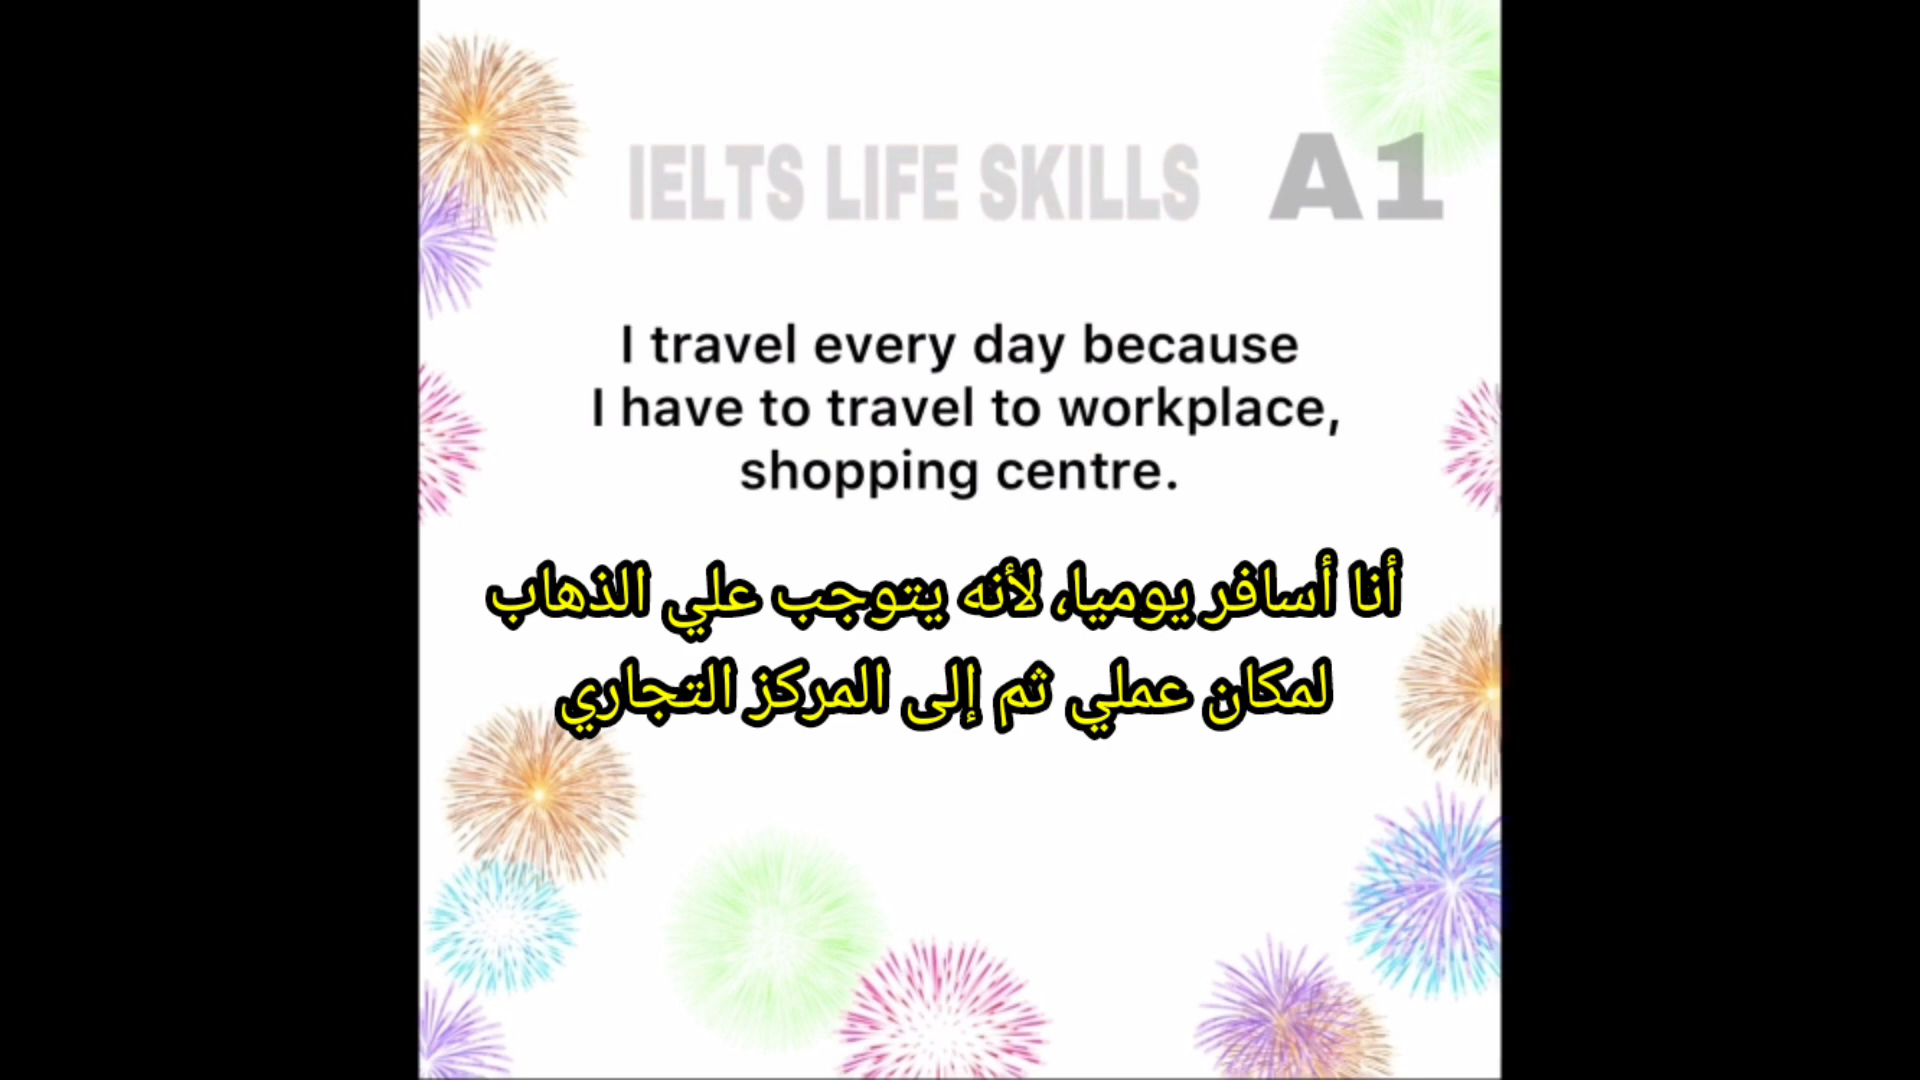 IELTS LIFE SKILLS A1
I travel every day because
I have to travel to workplace,
shopping centre.
أنا أسافر يوميا، لأنه يتوجب علي الذهاب
لمكان عملي ثم إلى المركز التجاري